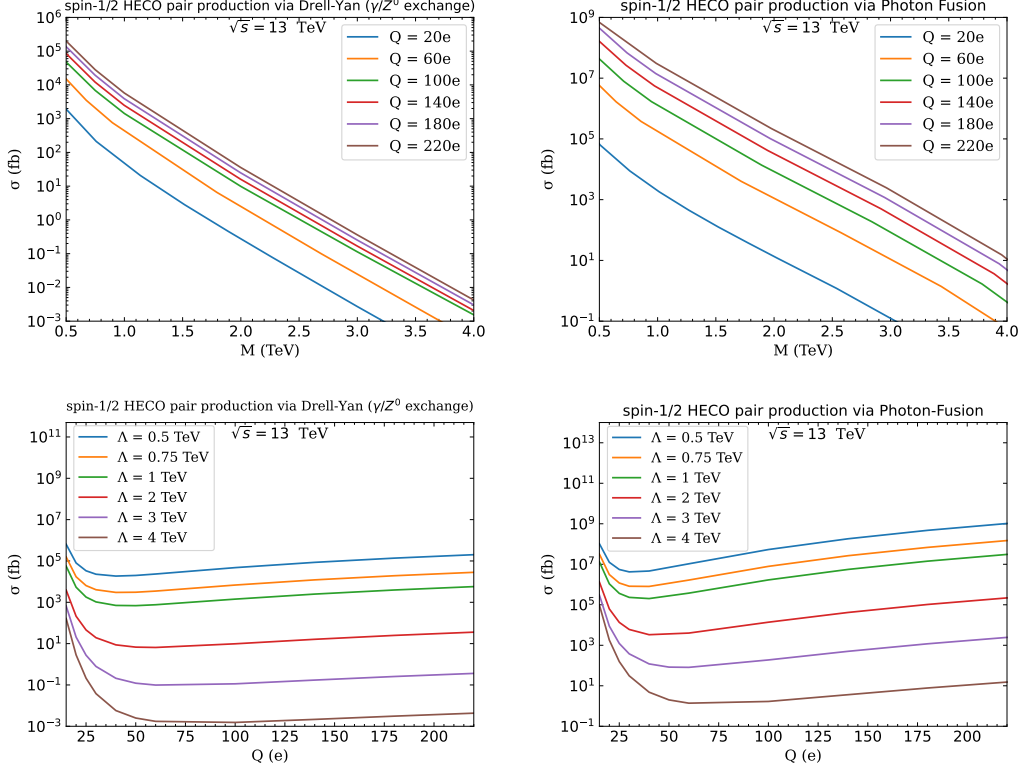 spin-1/2 HECO pair production via Drell-Yan (γ/Z⁰ exchange)
√s = 13 TeV
Q = 20e
Q = 60e
Q = 100e
Q = 140e
Q = 180e
Q = 220e
σ (fb)
10⁶
10⁵
10⁴
10³
10²
10¹
10⁰
10⁻¹
10⁻²
10⁻³
0.5 1.0 1.5 2.0 2.5 3.0 3.5 4.0
M (TeV)
spin-1/2 HECO pair production via Photon Fusion
√s = 13 TeV
Q = 20e
Q = 60e
Q = 100e
Q = 140e
Q = 180e
Q = 220e
σ (fb)
10⁹
10⁷
10⁵
10³
10¹
10⁻¹
0.5 1.0 1.5 2.0 2.5 3.0 3.5 4.0
M (TeV)
spin-1/2 HECO pair production via Drell-Yan (γ/Z⁰ exchange)
√s = 13 TeV
Λ = 0.5 TeV
Λ = 0.75 TeV
Λ = 1 TeV
Λ = 2 TeV
Λ = 3 TeV
Λ = 4 TeV
σ (fb)
10¹¹
10⁹
10⁷
10⁵
10³
10¹
10⁻¹
10⁻³
25 50 75 100 125 150 175 200
Q (e)
spin-1/2 HECO pair production via Photon-Fusion
√s = 13 TeV
Λ = 0.5 TeV
Λ = 0.75 TeV
Λ = 1 TeV
Λ = 2 TeV
Λ = 3 TeV
Λ = 4 TeV
σ (fb)
10¹³
10¹¹
10⁹
10⁷
10⁵
10³
10¹
10⁻¹
25 50 75 100 125 150 175 200
Q (e)